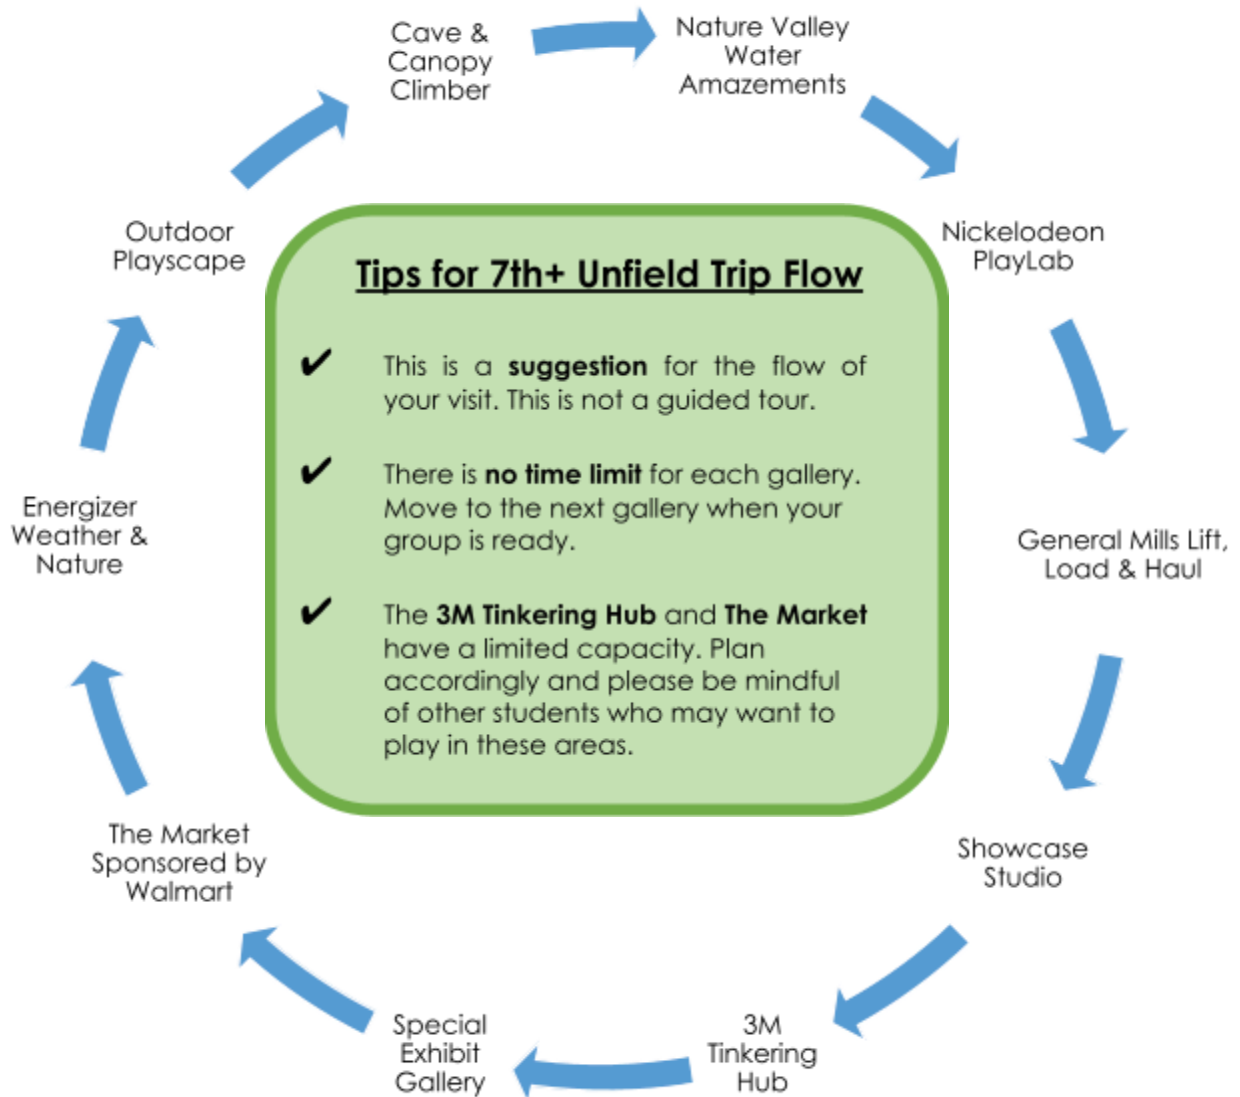 Cave &
Canopy
Climber
Nature Valley
Water
Amazements
Nickelodeon
PlayLab
General Mills Lift,
Load & Haul
Showcase
Studio
3M
Tinkering
Hub
Special
Exhibit
Gallery
The Market
Sponsored by
Walmart
Energizer
Weather &
Nature
Outdoor
Playscape
Tips for 7th+ Unfield Trip Flow
✔ This is a suggestion for the flow of
your visit. This is not a guided tour.
✔ There is no time limit for each gallery.
Move to the next gallery when your
group is ready.
✔ The 3M Tinkering Hub and The Market
have a limited capacity. Plan
accordingly and please be mindful
of other students who may want to
play in these areas.